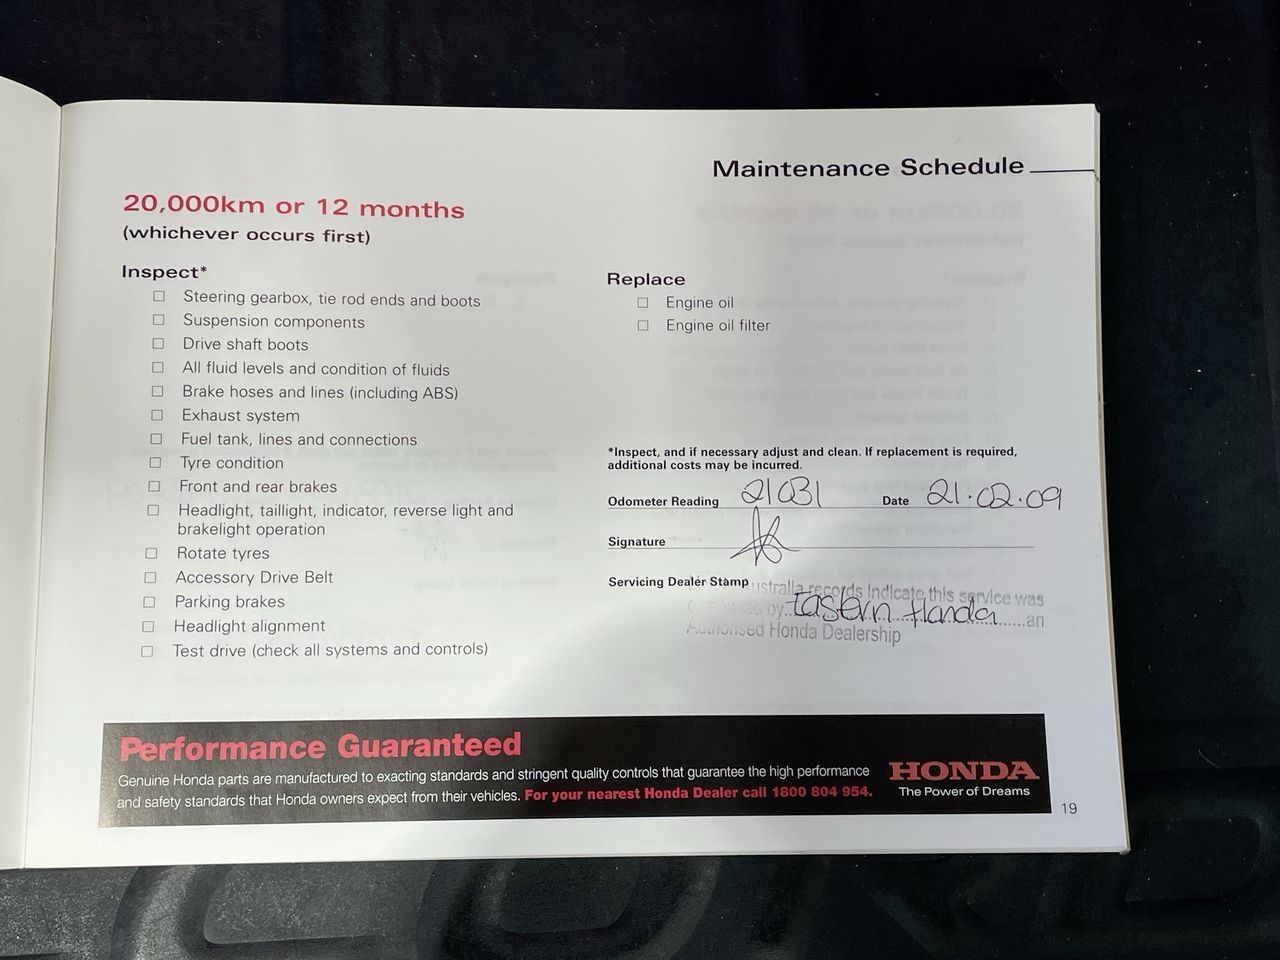 Maintenance Schedule
20,000km or 12 months
(whichever occurs first)
Inspect*
Steering gearbox, tie rod ends and boots
Suspension components
Drive shaft boots
All fluid levels and condition of fluids
Brake hoses and lines (including ABS)
Exhaust system
Fuel tank, lines and connections
Tyre condition
Front and rear brakes
Headlight, taillight, indicator, reverse light and
brakelight operation
Rotate tyres
Accessory Drive Belt
Parking brakes
Headlight alignment
Test drive (check all systems and controls)
Replace
Engine oil
Engine oil filter
*Inspect, and if necessary adjust and clean. If replacement is required,
additional costs may be incurred.
Odometer Reading 21031 Date 21.02.09
Signature
Servicing Dealer Stamp ustralia records indicate this service was
by... Eastern Honda ......an
Authorised Honda Dealership
Performance Guaranteed
Genuine Honda parts are manufactured to exacting standards and stringent quality controls that guarantee the high performance
and safety standards that Honda owners expect from their vehicles. For your nearest Honda Dealer call 1800 804 954.
HONDA
The Power of Dreams
19